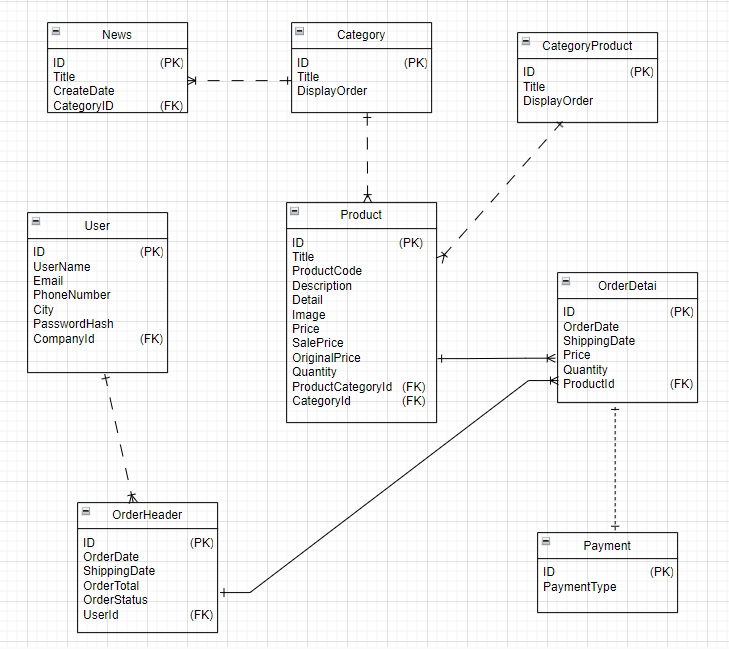 News
ID (PK)
Title
CreateDate
CategoryID (FK)
Category
ID (PK)
Title
DisplayOrder
CategoryProduct
ID (PK)
Title
DisplayOrder
User
ID (PK)
UserName
Email
PhoneNumber
City
PasswordHash
CompanyId (FK)
Product
ID (PK)
Title
ProductCode
Description
Detail
Image
Price
SalePrice
OriginalPrice
Quantity
ProductCategoryId (FK)
CategoryId (FK)
OrderDetai
ID (PK)
OrderDate
ShippingDate
Price
Quantity
ProductId (FK)
OrderHeader
ID (PK)
OrderDate
ShippingDate
OrderTotal
OrderStatus
UserId (FK)
Payment
ID (PK)
PaymentType